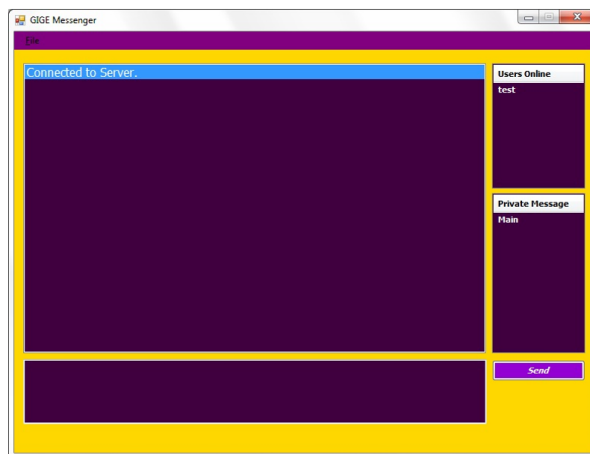 GIGE Messenger
File
Connected to Server.
Users Online
test
Private Message
Main
Send